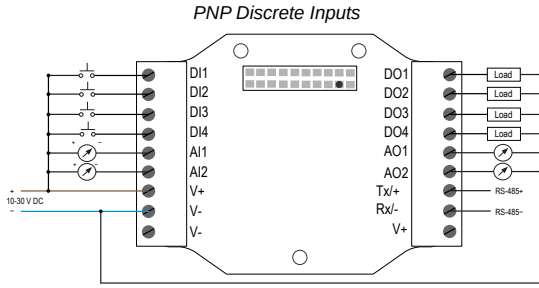 PNP Discrete Inputs
DI1
DI2
DI3
DI4
+ −
AI1
+ −
AI2
V+
V-
V-
+
10-30 V DC
−
DO1
Load
DO2
Load
DO3
Load
DO4
Load
AO1
AO2
Tx/+
RS-485+
Rx/-
RS-485−
V+